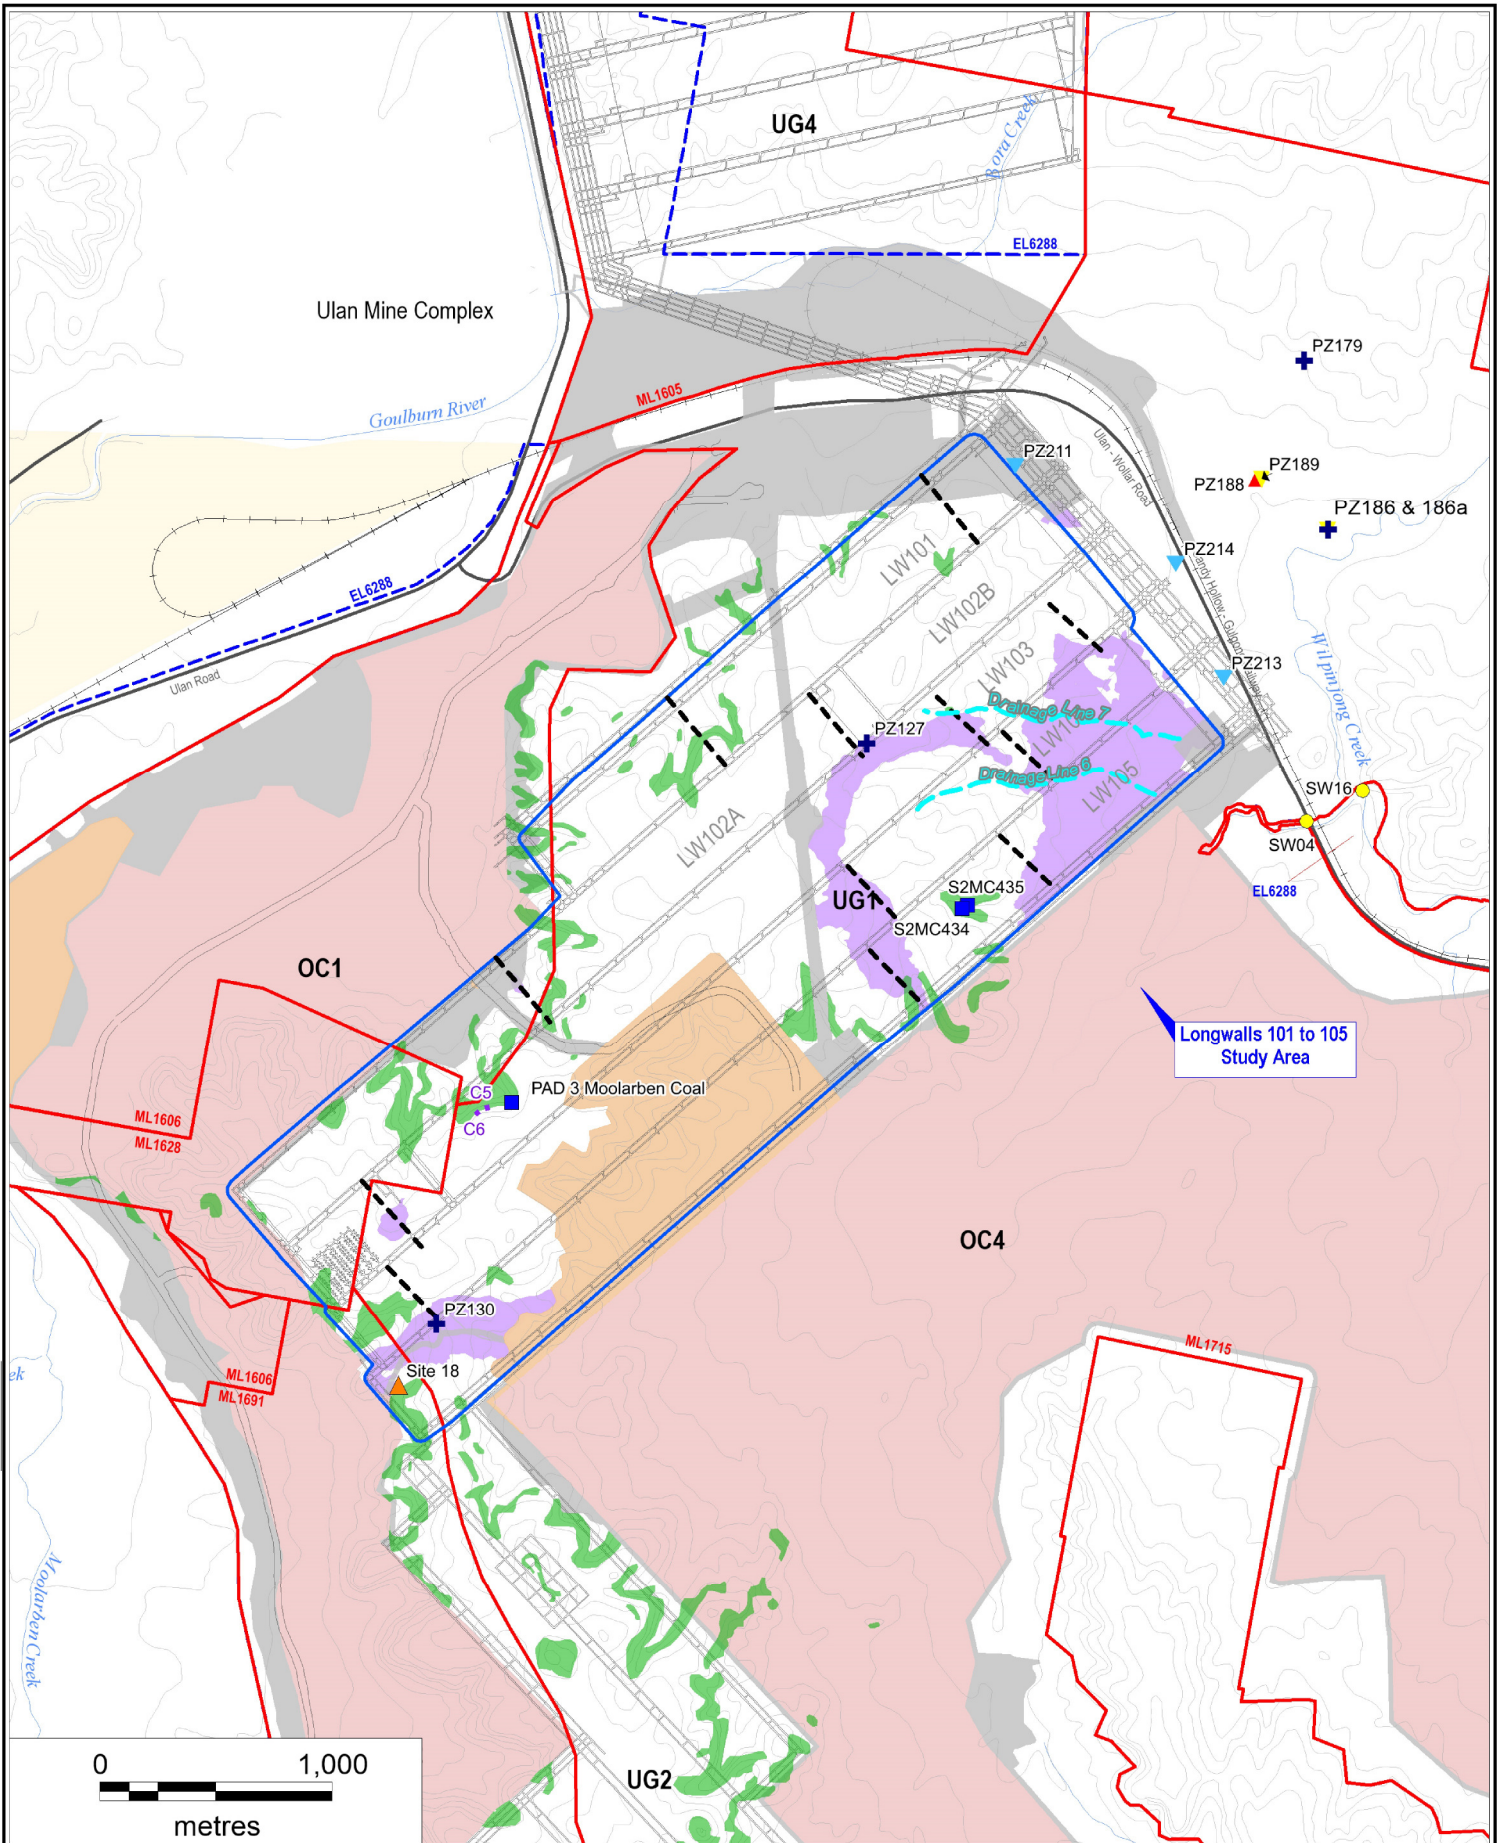 UG4
Bora Creek
EL6288
Ulan Mine Complex
PZ179
ML1605
Goulburn River
Ulan - Wollar Road
PZ211
PZ189
PZ188
PZ186 & 186a
LW101
PZ214
EL6288
LW102B
Wilpinjong Creek
LW103
PZ213
Ulan Road
Drainage Line 7
PZ127
Drainage Line 6
LW105
SW16
LW102A
SW04
EL6288
S2MC435
UG1
S2MC434
OC1
Longwalls 101 to 105
Study Area
C5
PAD 3 Moolarben Coal
C6
ML1606
ML1628
OC4
PZ130
ML1715
Site 18
ML1606
ML1691
Moolarben Creek
UG2
0 1,000
metres